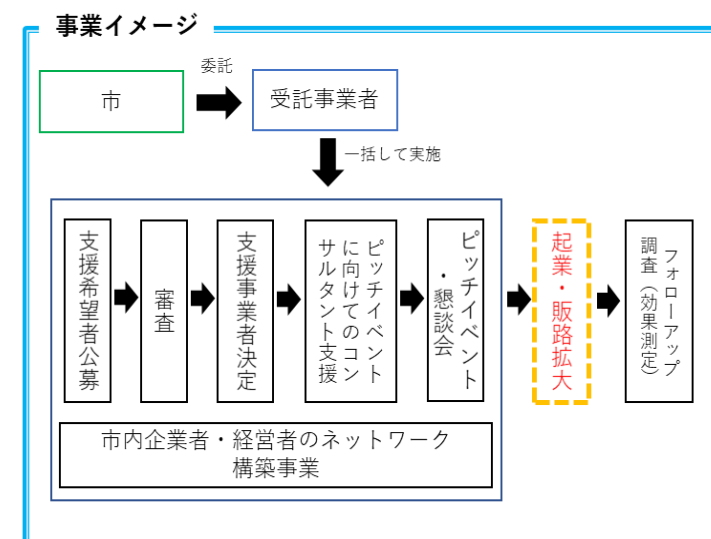 事業イメージ
委託
市
受託事業者
一括して実施
支援希望者公募
審査
支援事業者決定
ピッチイベント
に向けてのコン
サルタント支援
ピッチイベント
・懇談会
起業・販路拡大
フォローアップ
調査（効果測定）
市内企業者・経営者のネットワーク
構築事業